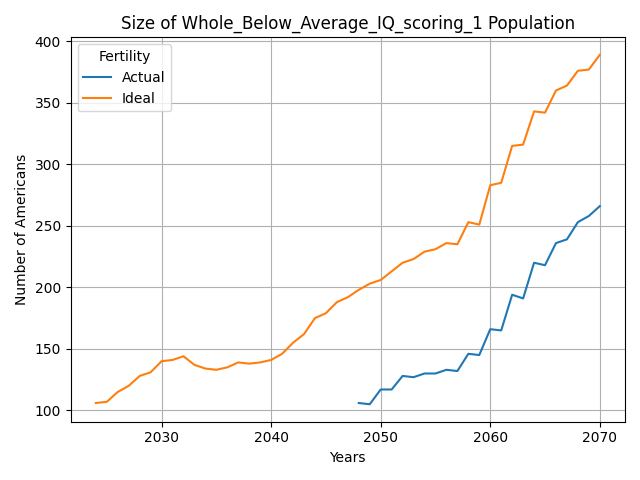 Size of Whole_Below_Average_IQ_scoring_1 Population
Fertility
Actual
Ideal
Number of Americans
400
350
300
250
200
150
100
2030 2040 2050 2060 2070
Years